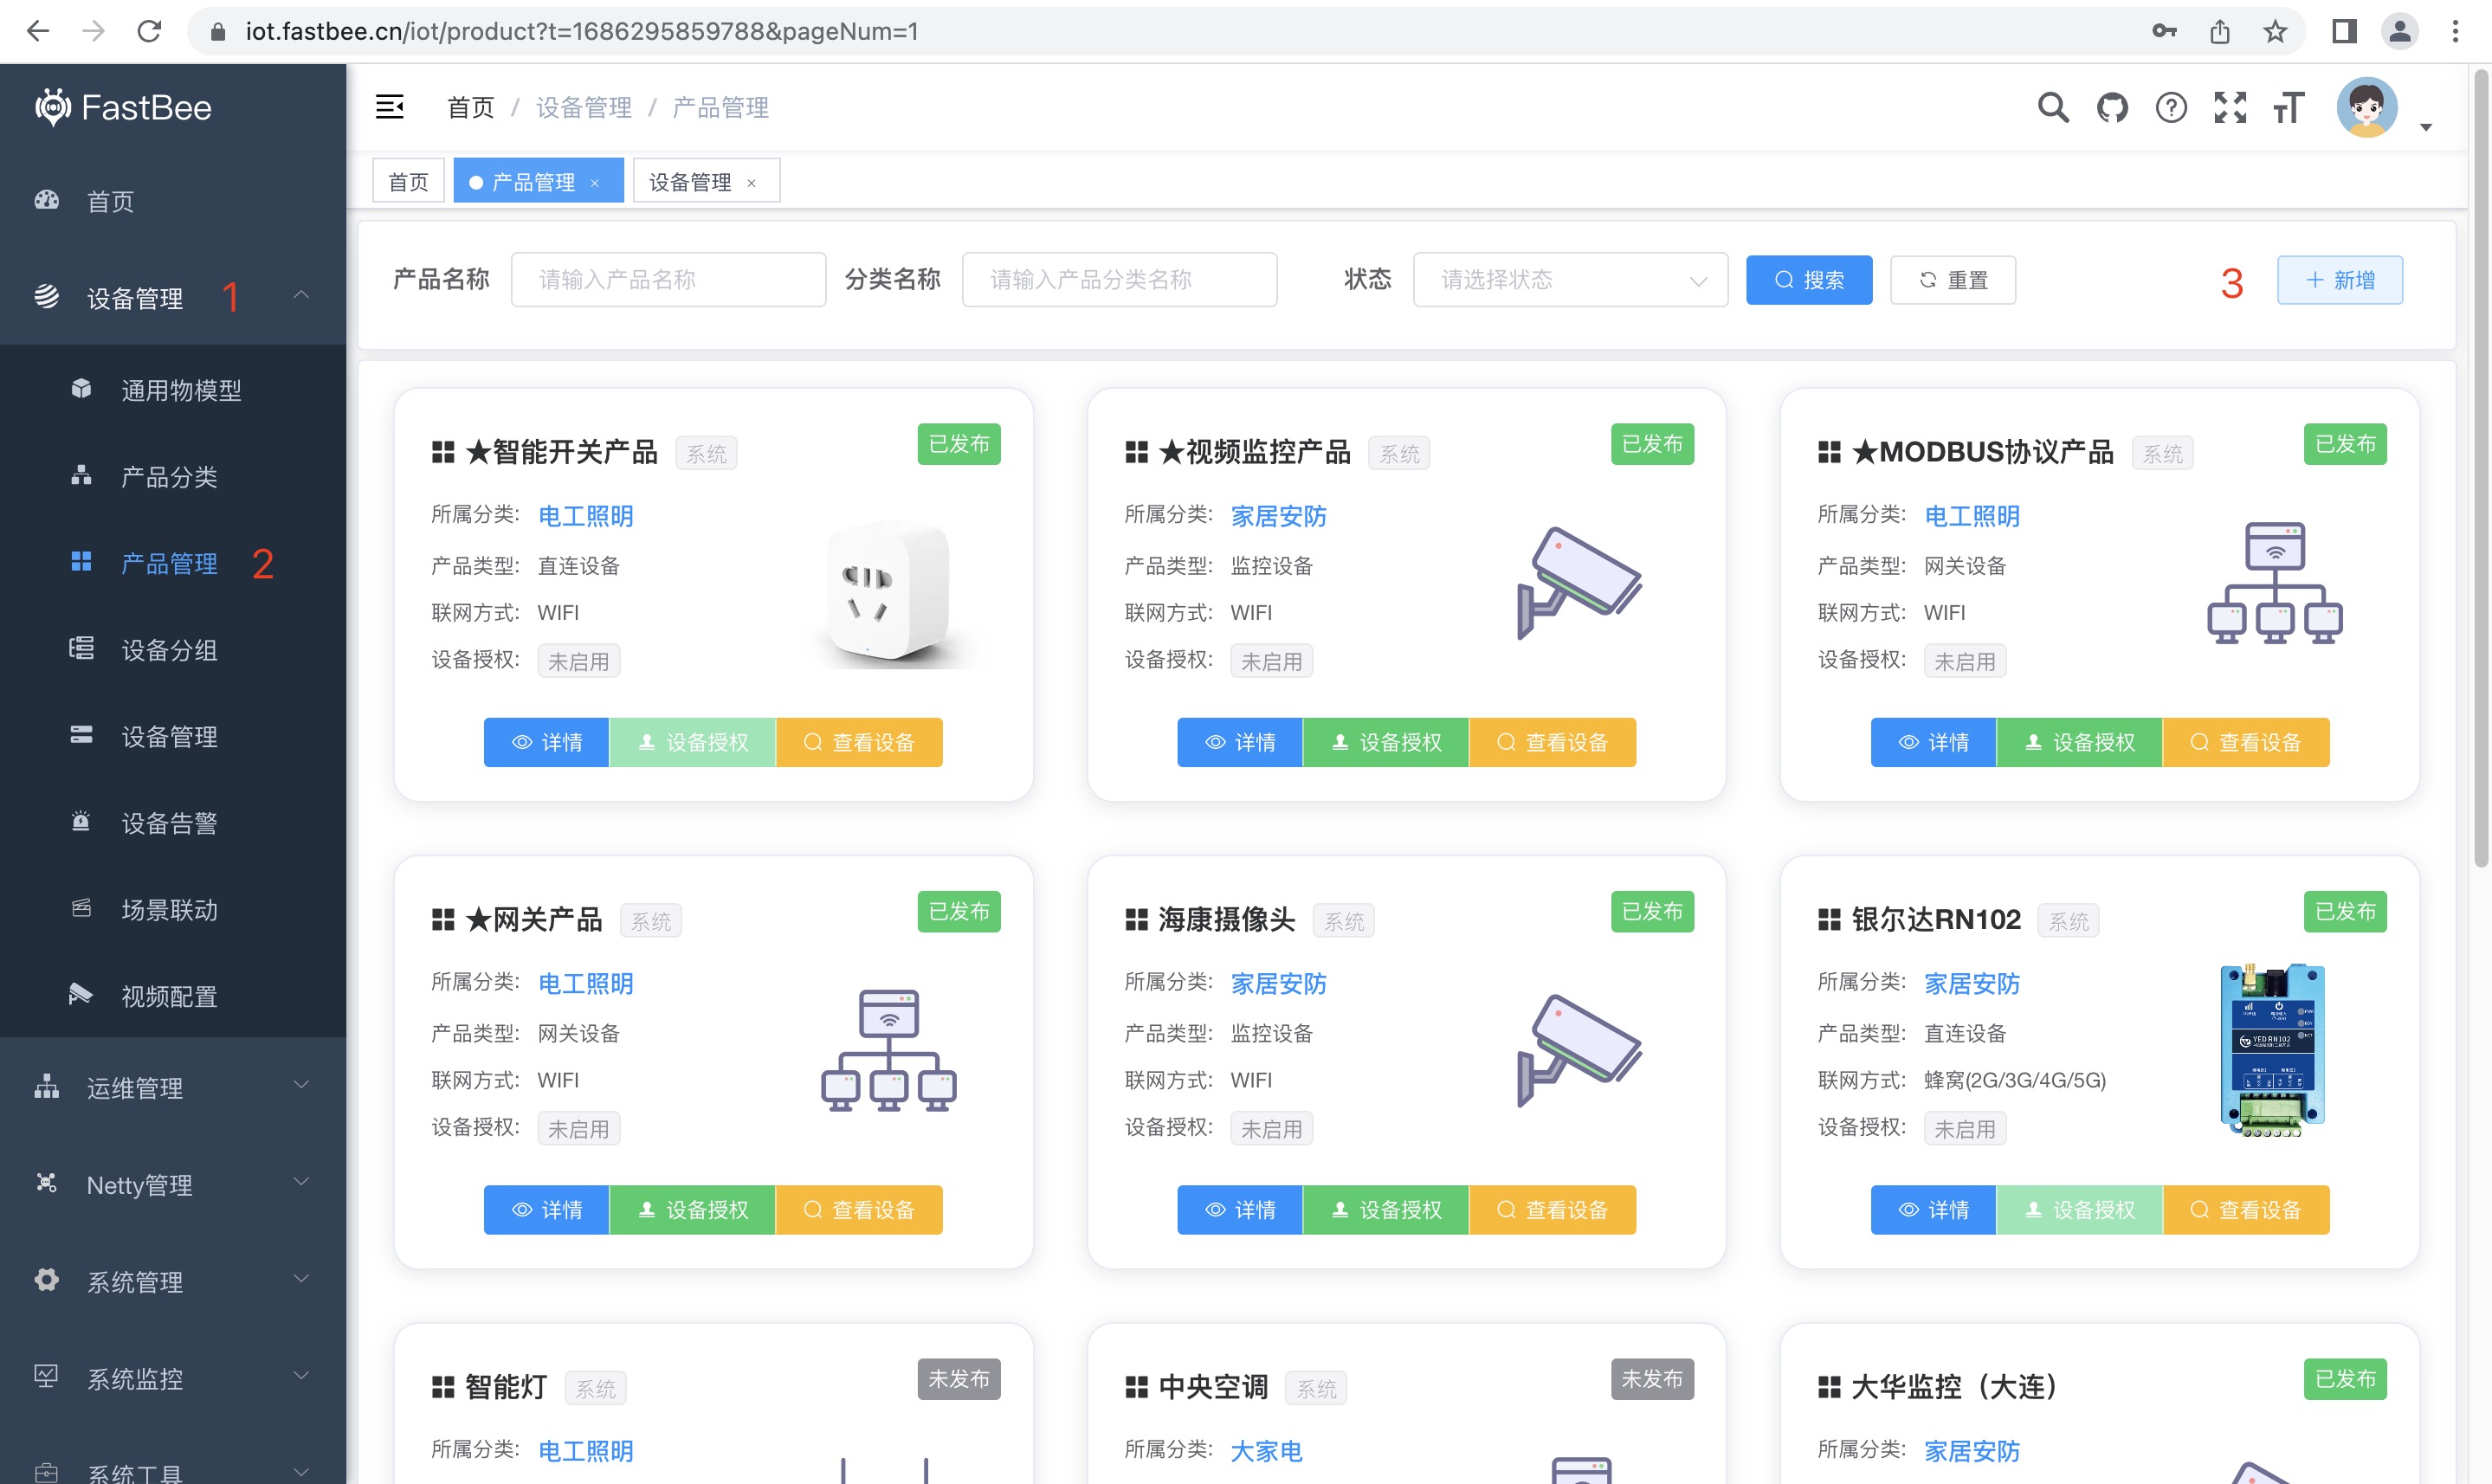 iot.fastbee.cn/iot/product?t=1686295859788&pageNum=1
FastBee
首页 / 设备管理 / 产品管理
首页
产品管理 ×
设备管理 ×
首页
设备管理 1
通用物模型
产品分类
产品管理 2
设备分组
设备管理
设备告警
场景联动
视频配置
运维管理
Netty管理
系统管理
系统监控
系统工具
产品名称 请输入产品名称 分类名称 请输入产品分类名称 状态 请选择状态 搜索 重置 3 新增
★智能开关产品 系统 已发布
所属分类: 电工照明
产品类型: 直连设备
联网方式: WIFI
设备授权: 未启用
详情 设备授权 查看设备
★视频监控产品 系统 已发布
所属分类: 家居安防
产品类型: 监控设备
联网方式: WIFI
设备授权: 未启用
详情 设备授权 查看设备
★MODBUS协议产品 系统 已发布
所属分类: 电工照明
产品类型: 网关设备
联网方式: WIFI
设备授权: 未启用
详情 设备授权 查看设备
★网关产品 系统 已发布
所属分类: 电工照明
产品类型: 网关设备
联网方式: WIFI
设备授权: 未启用
详情 设备授权 查看设备
海康摄像头 系统 已发布
所属分类: 家居安防
产品类型: 监控设备
联网方式: WIFI
设备授权: 未启用
详情 设备授权 查看设备
银尔达RN102 系统 已发布
所属分类: 家居安防
产品类型: 直连设备
联网方式: 蜂窝(2G/3G/4G/5G)
设备授权: 未启用
YED RN102
详情 设备授权 查看设备
智能灯 系统 未发布
所属分类: 电工照明
中央空调 系统 未发布
所属分类: 大家电
大华监控（大连） 已发布
所属分类: 家居安防